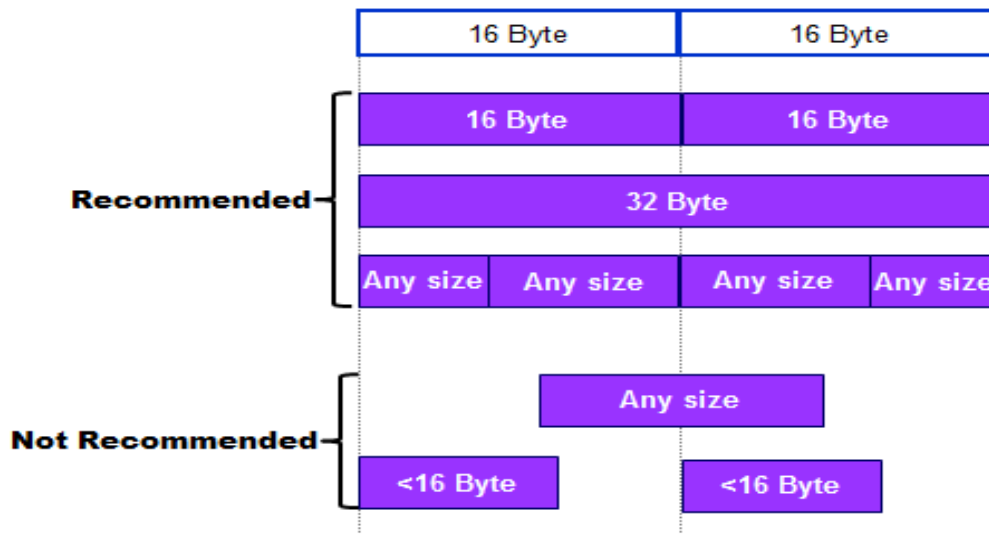 16 Byte 16 Byte
16 Byte 16 Byte
Recommended
32 Byte
Any size Any size Any size Any size
Any size
Not Recommended
<16 Byte <16 Byte